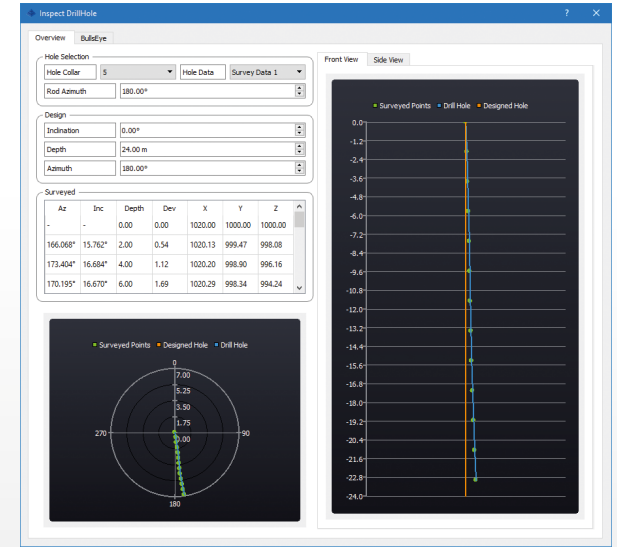 Inspect DrillHole ? ×
Overview BullsEye
Hole Selection
Hole Collar 5 Hole Data Survey Data 1
Rod Azimuth 180.00°
Design
Inclination 0.00°
Depth 24.00 m
Azimuth 180.00°
Surveyed
Az Inc Depth Dev X Y Z
- - 0.00 0.00 1020.00 1000.00 1000.00
166.068° 15.762° 2.00 0.54 1020.13 999.47 998.08
173.404° 16.684° 4.00 1.12 1020.20 998.90 996.16
170.195° 16.670° 6.00 1.69 1020.29 998.34 994.24
Surveyed Points Designed Hole Drill Hole
0
7.00
5.25
3.50
1.75
0.00
270 90
180
Front View Side View
Surveyed Points Drill Hole Designed Hole
0.0
-1.2
-2.4
-3.6
-4.8
-6.0
-7.2
-8.4
-9.6
-10.8
-12.0
-13.2
-14.4
-15.6
-16.8
-18.0
-19.2
-20.4
-21.6
-22.8
-24.0